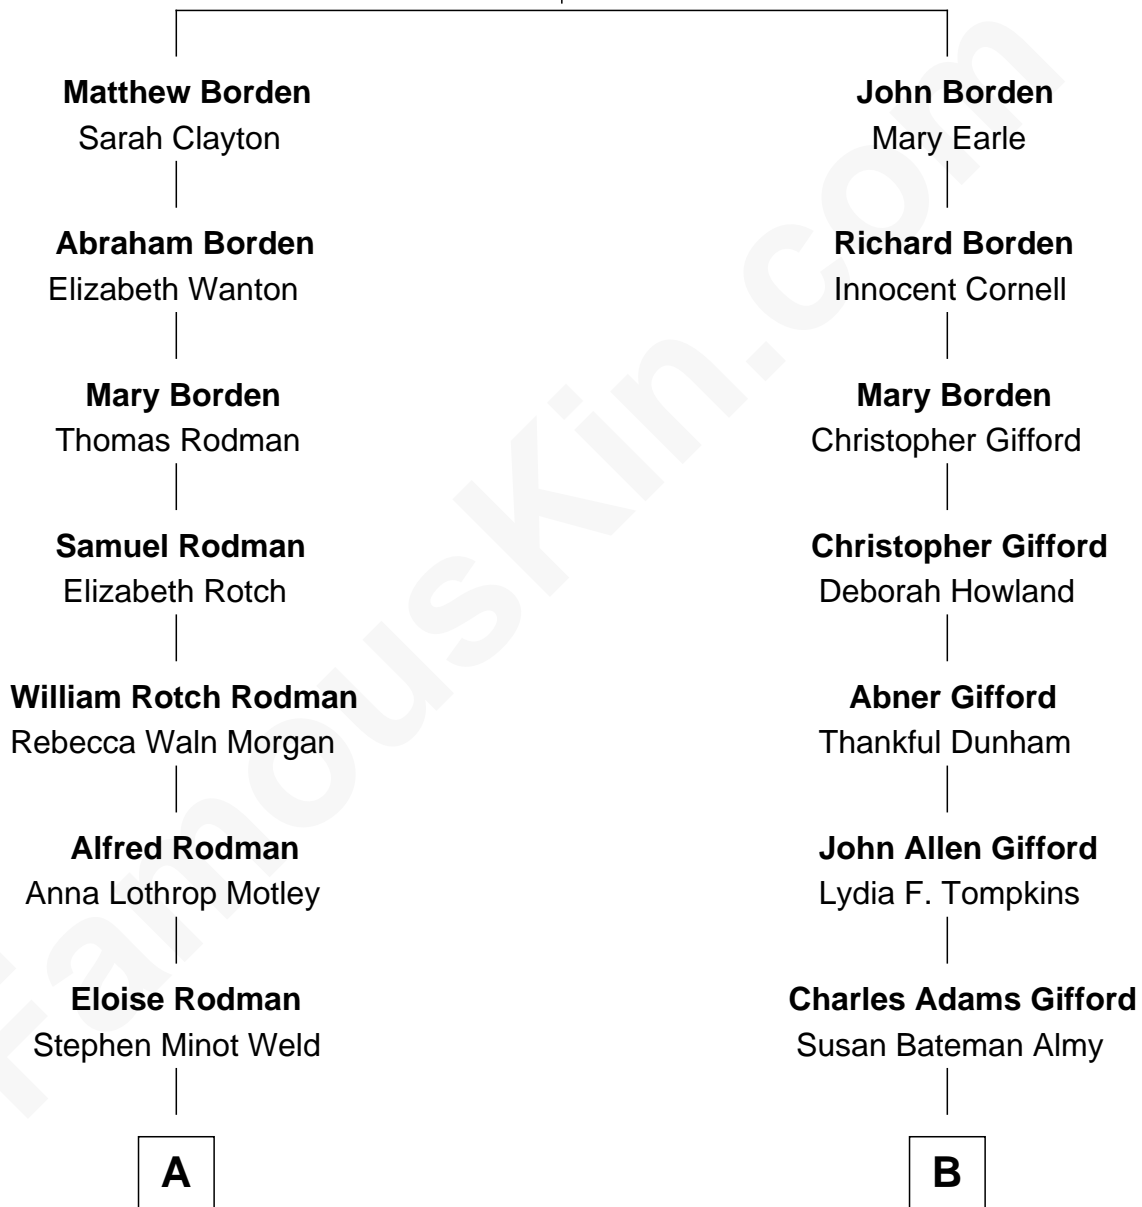 Matthew Borden
Sarah Clayton
Abraham Borden
Elizabeth Wanton
Mary Borden
Thomas Rodman
Samuel Rodman
Elizabeth Rotch
William Rotch Rodman
Rebecca Waln Morgan
Alfred Rodman
Anna Lothrop Motley
Eloise Rodman
Stephen Minot Weld
A
John Borden
Mary Earle
Richard Borden
Innocent Cornell
Mary Borden
Christopher Gifford
Christopher Gifford
Deborah Howland
Abner Gifford
Thankful Dunham
John Allen Gifford
Lydia F. Tompkins
Charles Adams Gifford
Susan Bateman Almy
B
FamousKin.com